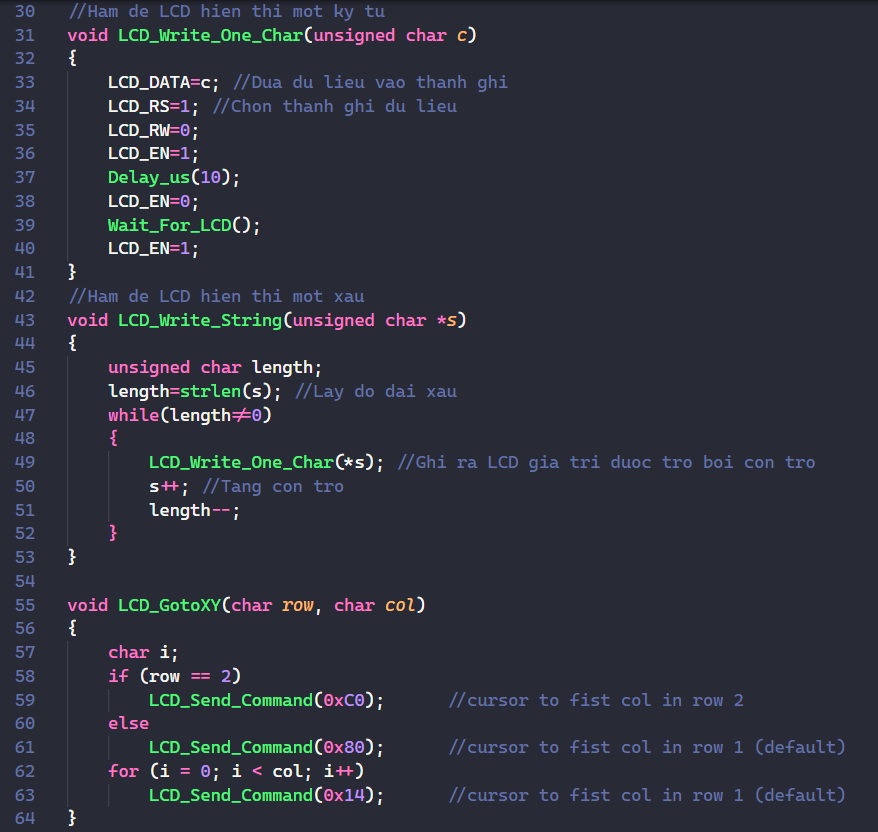 30 //Ham de LCD hien thi mot ky tu
31 void LCD_Write_One_Char(unsigned char c)
32 {
33     LCD_DATA=c; //Dua du lieu vao thanh ghi
34     LCD_RS=1; //Chon thanh ghi du lieu
35     LCD_RW=0;
36     LCD_EN=1;
37     Delay_us(10);
38     LCD_EN=0;
39     Wait_For_LCD();
40     LCD_EN=1;
41 }
42 //Ham de LCD hien thi mot xau
43 void LCD_Write_String(unsigned char *s)
44 {
45     unsigned char length;
46     length=strlen(s); //Lay do dai xau
47     while(length!=0)
48     {
49         LCD_Write_One_Char(*s); //Ghi ra LCD gia tri duoc tro boi con tro
50         s++; //Tang con tro
51         length--;
52     }
53 }
54
55 void LCD_GotoXY(char row, char col)
56 {
57     char i;
58     if (row == 2)
59         LCD_Send_Command(0xC0);      //cursor to fist col in row 2
60     else
61         LCD_Send_Command(0x80);      //cursor to fist col in row 1 (default)
62     for (i = 0; i < col; i++)
63         LCD_Send_Command(0x14);      //cursor to fist col in row 1 (default)
64 }